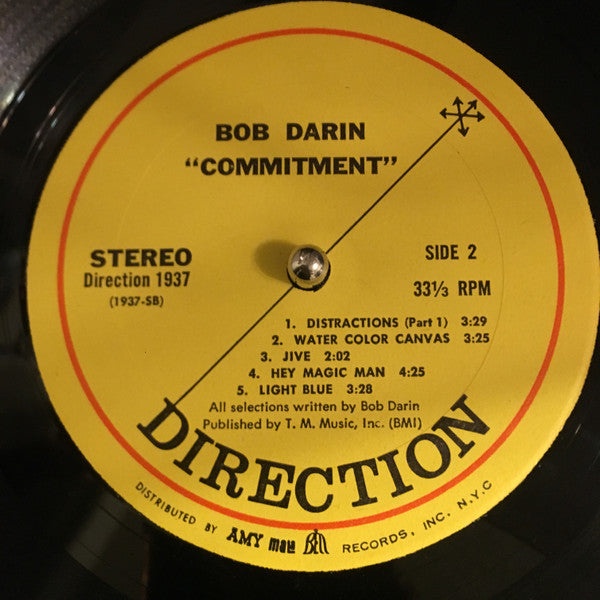 BOB DARIN
"COMMITMENT"
STEREO
Direction 1937
(1937-SB)
SIDE 2
33⅓ RPM
1. DISTRACTIONS (Part 1) 3:29
2. WATER COLOR CANVAS 3:25
3. JIVE 2:02
4. HEY MAGIC MAN 4:25
5. LIGHT BLUE 3:28
All selections written by Bob Darin
Published by T. M. Music, Inc. (BMI)
DIRECTION
DISTRIBUTED BY AMY mala Bell RECORDS, INC. N.Y.C